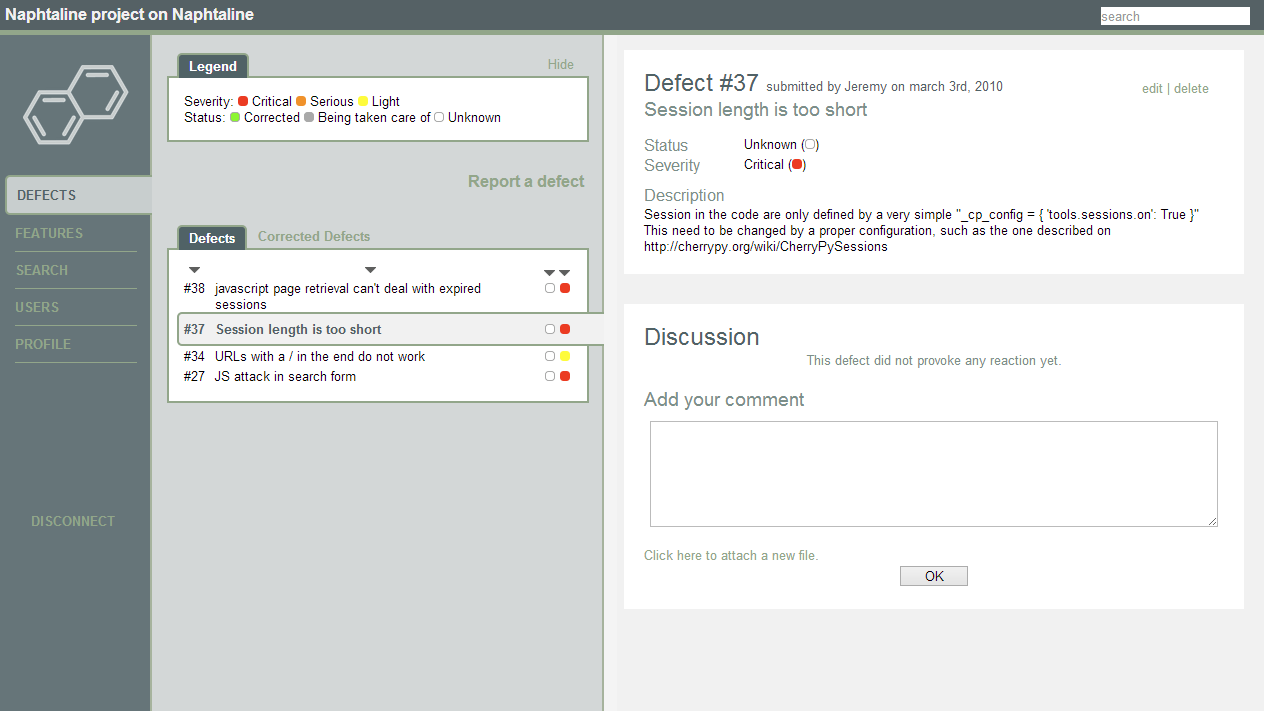 Naphtaline project on Naphtaline
search
DEFECTS
FEATURES
SEARCH
USERS
PROFILE
DISCONNECT
Legend
Hide
Severity: Critical Serious Light
Status: Corrected Being taken care of Unknown
Report a defect
Defects Corrected Defects
#38 javascript page retrieval can't deal with expired
sessions
#37 Session length is too short
#34 URLs with a / in the end do not work
#27 JS attack in search form
Defect #37 submitted by Jeremy on march 3rd, 2010
edit | delete
Session length is too short
Status Unknown ( )
Severity Critical ( )
Description
Session in the code are only defined by a very simple "_cp_config = { 'tools.sessions.on': True }"
This need to be changed by a proper configuration, such as the one described on
http://cherrypy.org/wiki/CherryPySessions
Discussion
This defect did not provoke any reaction yet.
Add your comment
Click here to attach a new file.
OK